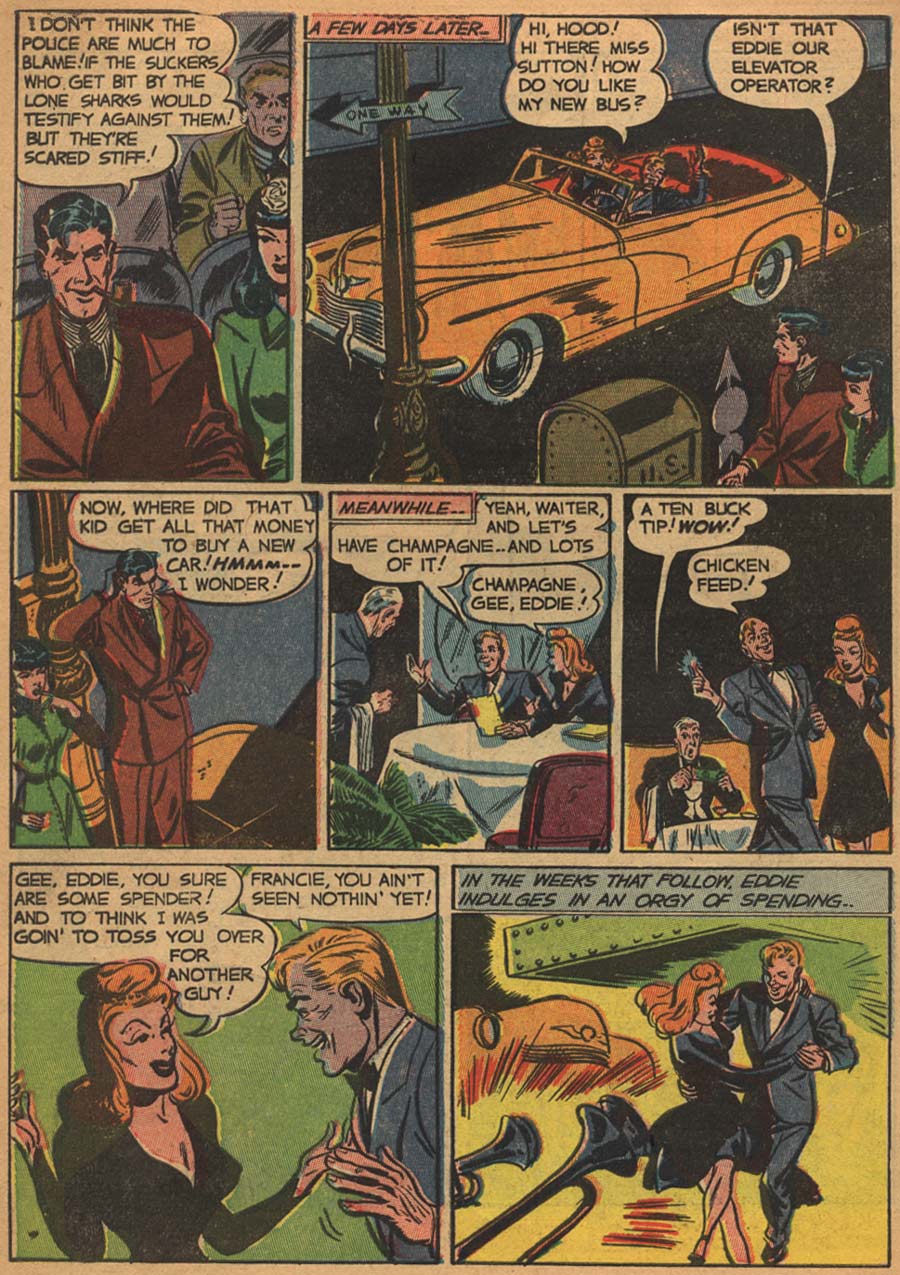 I DON'T THINK THE
POLICE ARE MUCH TO
BLAME! IF THE SUCKERS
WHO GET BIT BY THE
LONE SHARKS WOULD
TESTIFY AGAINST THEM!
BUT THEY'RE
SCARED STIFF!
A FEW DAYS LATER..
HI, HOOD!
HI THERE MISS
SUTTON! HOW
DO YOU LIKE
MY NEW BUS?
ISN'T THAT
EDDIE OUR
ELEVATOR
OPERATOR?
ONE WAY
U.S.
NOW, WHERE DID THAT
KID GET ALL THAT MONEY
TO BUY A NEW
CAR! HMMM--
I WONDER!
MEANWHILE..
YEAH, WAITER,
AND LET'S
HAVE CHAMPAGNE..AND LOTS
OF IT!
CHAMPAGNE,
GEE, EDDIE!
A TEN BUCK
TIP! WOW!
CHICKEN
FEED!
GEE, EDDIE, YOU SURE
ARE SOME SPENDER!
AND TO THINK I WAS
GOIN' TO TOSS YOU OVER
FOR
ANOTHER
GUY!
FRANCIE, YOU AIN'T
SEEN NOTHIN' YET!
IN THE WEEKS THAT FOLLOW, EDDIE
INDULGES IN AN ORGY OF SPENDING..